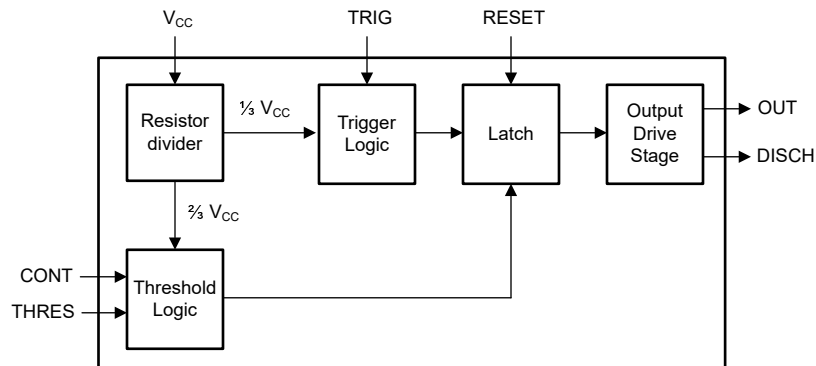 VCC
TRIG
RESET
Resistor
divider
⅓ VCC
Trigger
Logic
Latch
Output
Drive
Stage
OUT
DISCH
⅔ VCC
CONT
THRES
Threshold
Logic